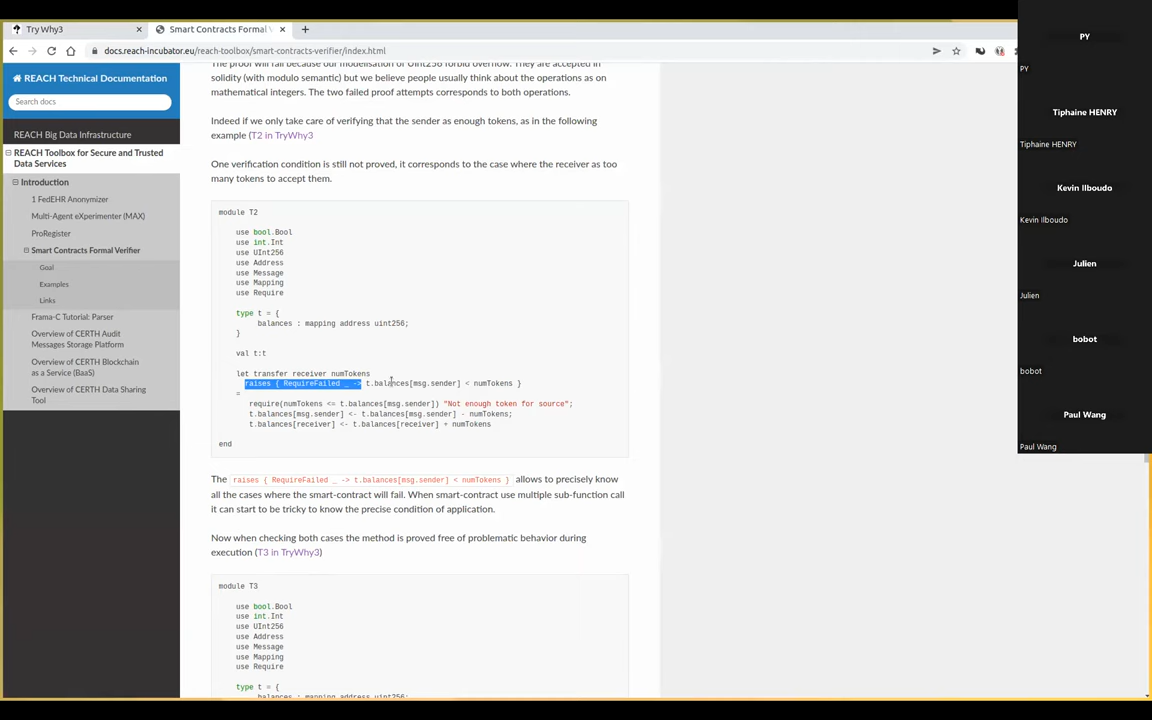 Try Why3
Smart Contracts Formal V
docs.reach-incubator.eu/reach-toolbox/smart-contracts-verifier/index.html
REACH Technical Documentation
Search docs
REACH Big Data Infrastructure
REACH Toolbox for Secure and Trusted
Data Services
Introduction
1 FedEHR Anonymizer
Multi-Agent eXperimenter (MAX)
ProRegister
Smart Contracts Formal Verifier
Goal
Examples
Links
Frama-C Tutorial: Parser
Overview of CERTH Audit
Messages Storage Platform
Overview of CERTH Blockchain
as a Service (BaaS)
Overview of CERTH Data Sharing
Tool
The proof will fail because our modelisation of UInt256 forbid overflow. They are accepted in
solidity (with modulo semantic) but we believe people usually think about the operations as on
mathematical integers. The two failed proof attempts corresponds to both operations.
Indeed if we only take care of verifying that the sender as enough tokens, as in the following
example (T2 in TryWhy3
One verification condition is still not proved, it corresponds to the case where the receiver as too
many tokens to accept them.
module T2
use bool.Bool
use int.Int
use UInt256
use Address
use Message
use Mapping
use Require
type t = {
balances : mapping address uint256;
}
val t:t
let transfer receiver numTokens
raises { RequireFailed _ -> t.balances[msg.sender] < numTokens }
=
require(numTokens <= t.balances[msg.sender]) "Not enough token for source";
t.balances[msg.sender] <- t.balances[msg.sender] - numTokens;
t.balances[receiver] <- t.balances[receiver] + numTokens
end
The raises { RequireFailed _ -> t.balances[msg.sender] < numTokens } allows to precisely know
all the cases where the smart-contract will fail. When smart-contract use multiple sub-function call
it can start to be tricky to know the precise condition of application.
Now when checking both cases the method is proved free of problematic behavior during
execution (T3 in TryWhy3)
module T3
use bool.Bool
use int.Int
use UInt256
use Address
use Message
use Mapping
use Require
type t = {
balances : mapping address uint256;
PY
PY
Tiphaine HENRY
Tiphaine HENRY
Kevin Ilboudo
Kevin Ilboudo
Julien
Julien
bobot
bobot
Paul Wang
Paul Wang